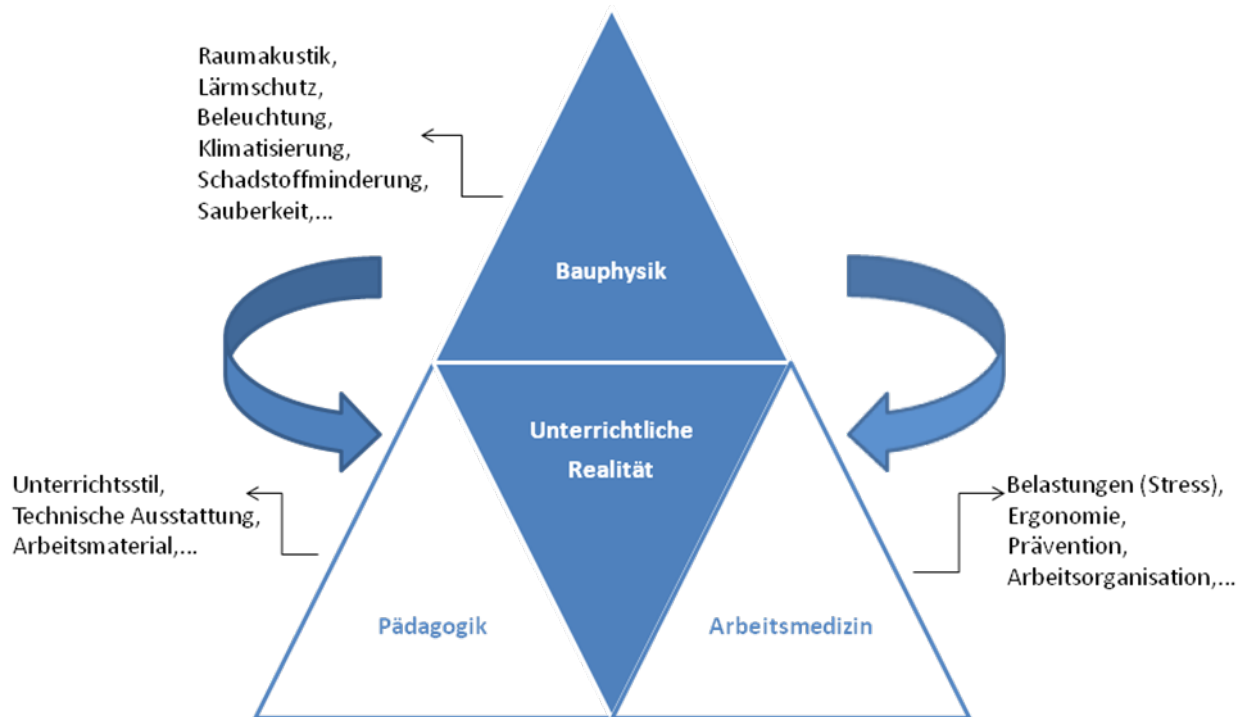 Raumakustik,
Lärmschutz,
Beleuchtung,
Klimatisierung,
Schadstoffminderung,
Sauberkeit,...
Bauphysik
Unterrichtliche
Realität
Unterrichtsstil,
Technische Ausstattung,
Arbeitsmaterial,...
Belastungen (Stress),
Ergonomie,
Prävention,
Arbeitsorganisation,...
Pädagogik
Arbeitsmedizin